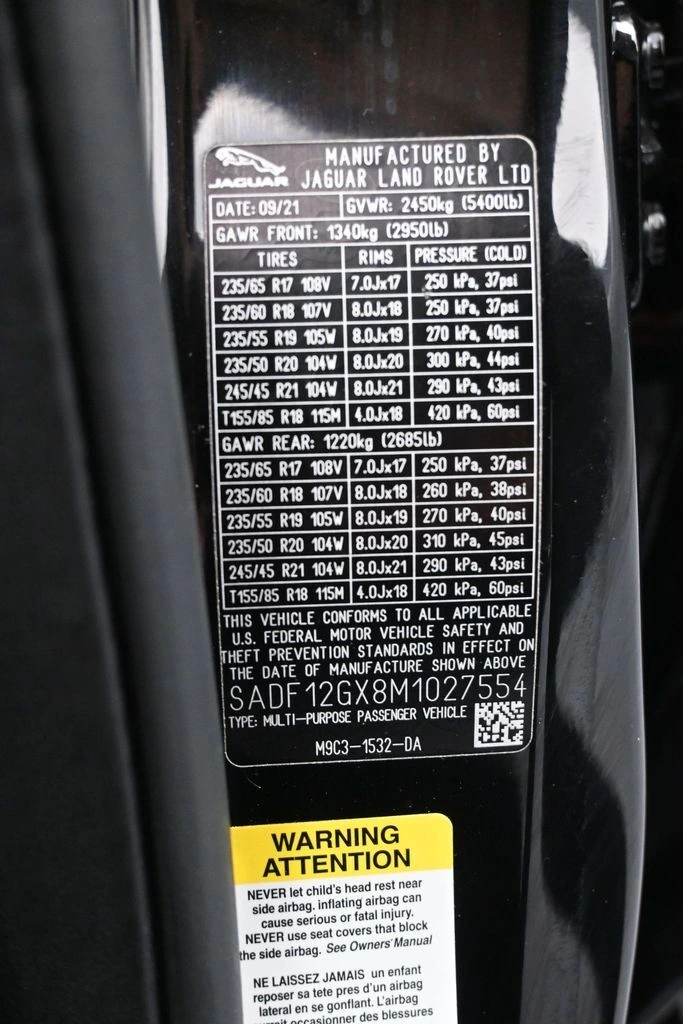 MANUFACTURED BY
JAGUAR JAGUAR LAND ROVER LTD
DATE: 09/21 GVWR: 2450kg (5400lb)
GAWR FRONT: 1340kg (2950lb)
TIRES RIMS PRESSURE (COLD)
235/65 R17 108V 7.0Jx17 250 kPa, 37psi
235/60 R18 107V 8.0Jx18 250 kPa, 37psi
235/55 R19 105W 8.0Jx19 270 kPa, 40psi
235/50 R20 104W 8.0Jx20 300 kPa, 44psi
245/45 R21 104W 8.0Jx21 290 kPa, 43psi
T155/85 R18 115M 4.0Jx18 420 kPa, 60psi
GAWR REAR: 1220kg (2685lb)
235/65 R17 108V 7.0Jx17 250 kPa, 37psi
235/60 R18 107V 8.0Jx18 260 kPa, 38psi
235/55 R19 105W 8.0Jx19 270 kPa, 40psi
235/50 R20 104W 8.0Jx20 310 kPa, 45psi
245/45 R21 104W 8.0Jx21 290 kPa, 43psi
T155/85 R18 115M 4.0Jx18 420 kPa, 60psi
THIS VEHICLE CONFORMS TO ALL APPLICABLE
U.S. FEDERAL MOTOR VEHICLE SAFETY AND
THEFT PREVENTION STANDARDS IN EFFECT ON
THE DATE OF MANUFACTURE SHOWN ABOVE
SADF12GX8M1027554
TYPE: MULTI-PURPOSE PASSENGER VEHICLE
M9C3-1532-DA
WARNING
ATTENTION
NEVER let child's head rest near
side airbag. inflating airbag can
cause serious or fatal injury.
NEVER use seat covers that block
the side airbag. See Owners' Manual
NE LAISSEZ JAMAIS un enfant
reposer sa tete pres d'un airbag
lateral en se gonflant. L'airbag
occasionner des blessures